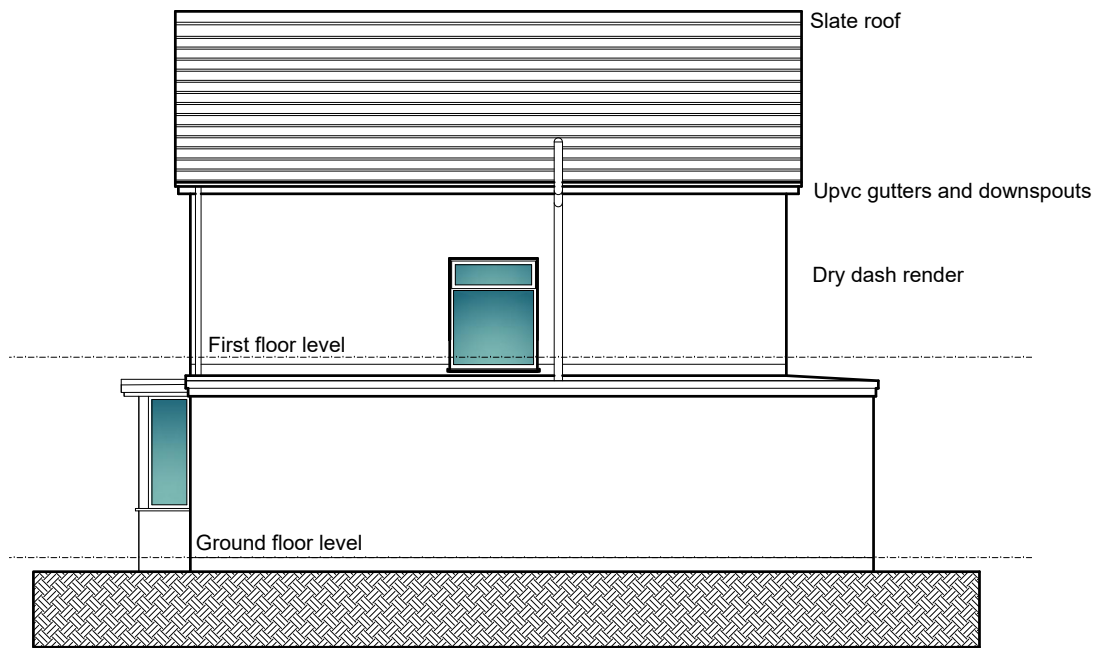 Slate roof
Upvc gutters and downspouts
Dry dash render
First floor level
Ground floor level